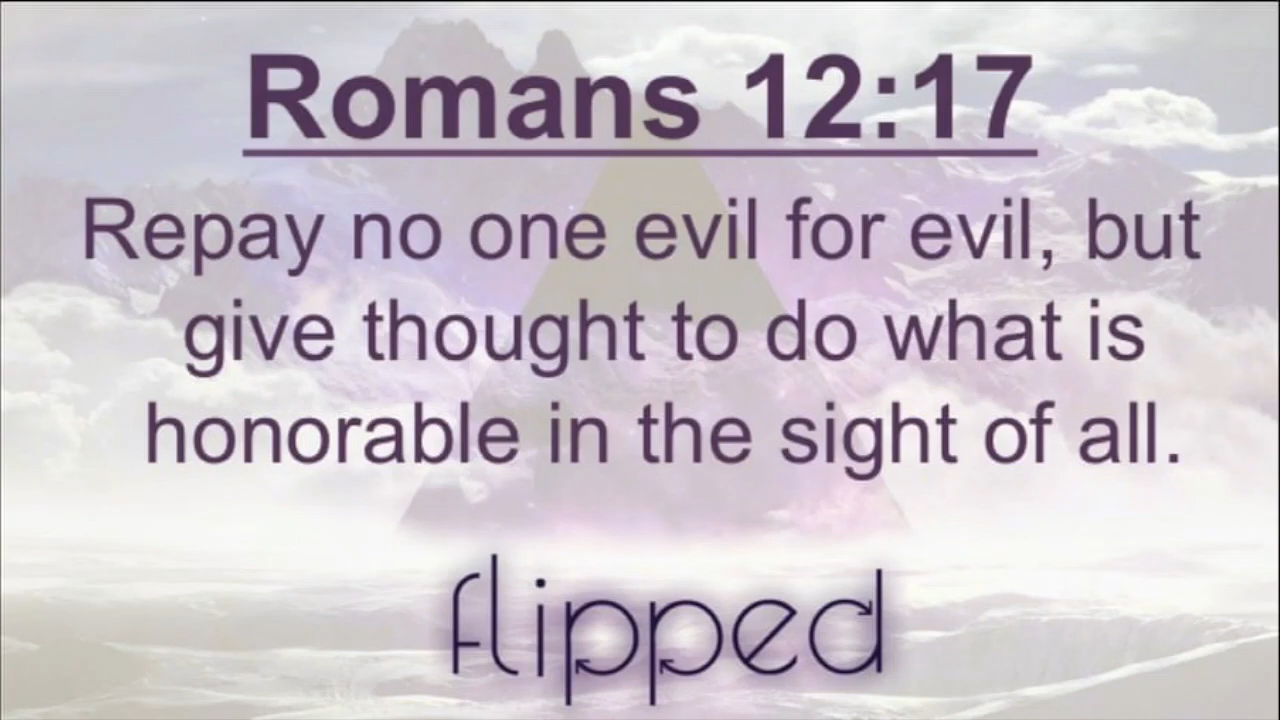 Romans 12:17
Repay no one evil for evil, but
give thought to do what is
honorable in the sight of all.
flipped